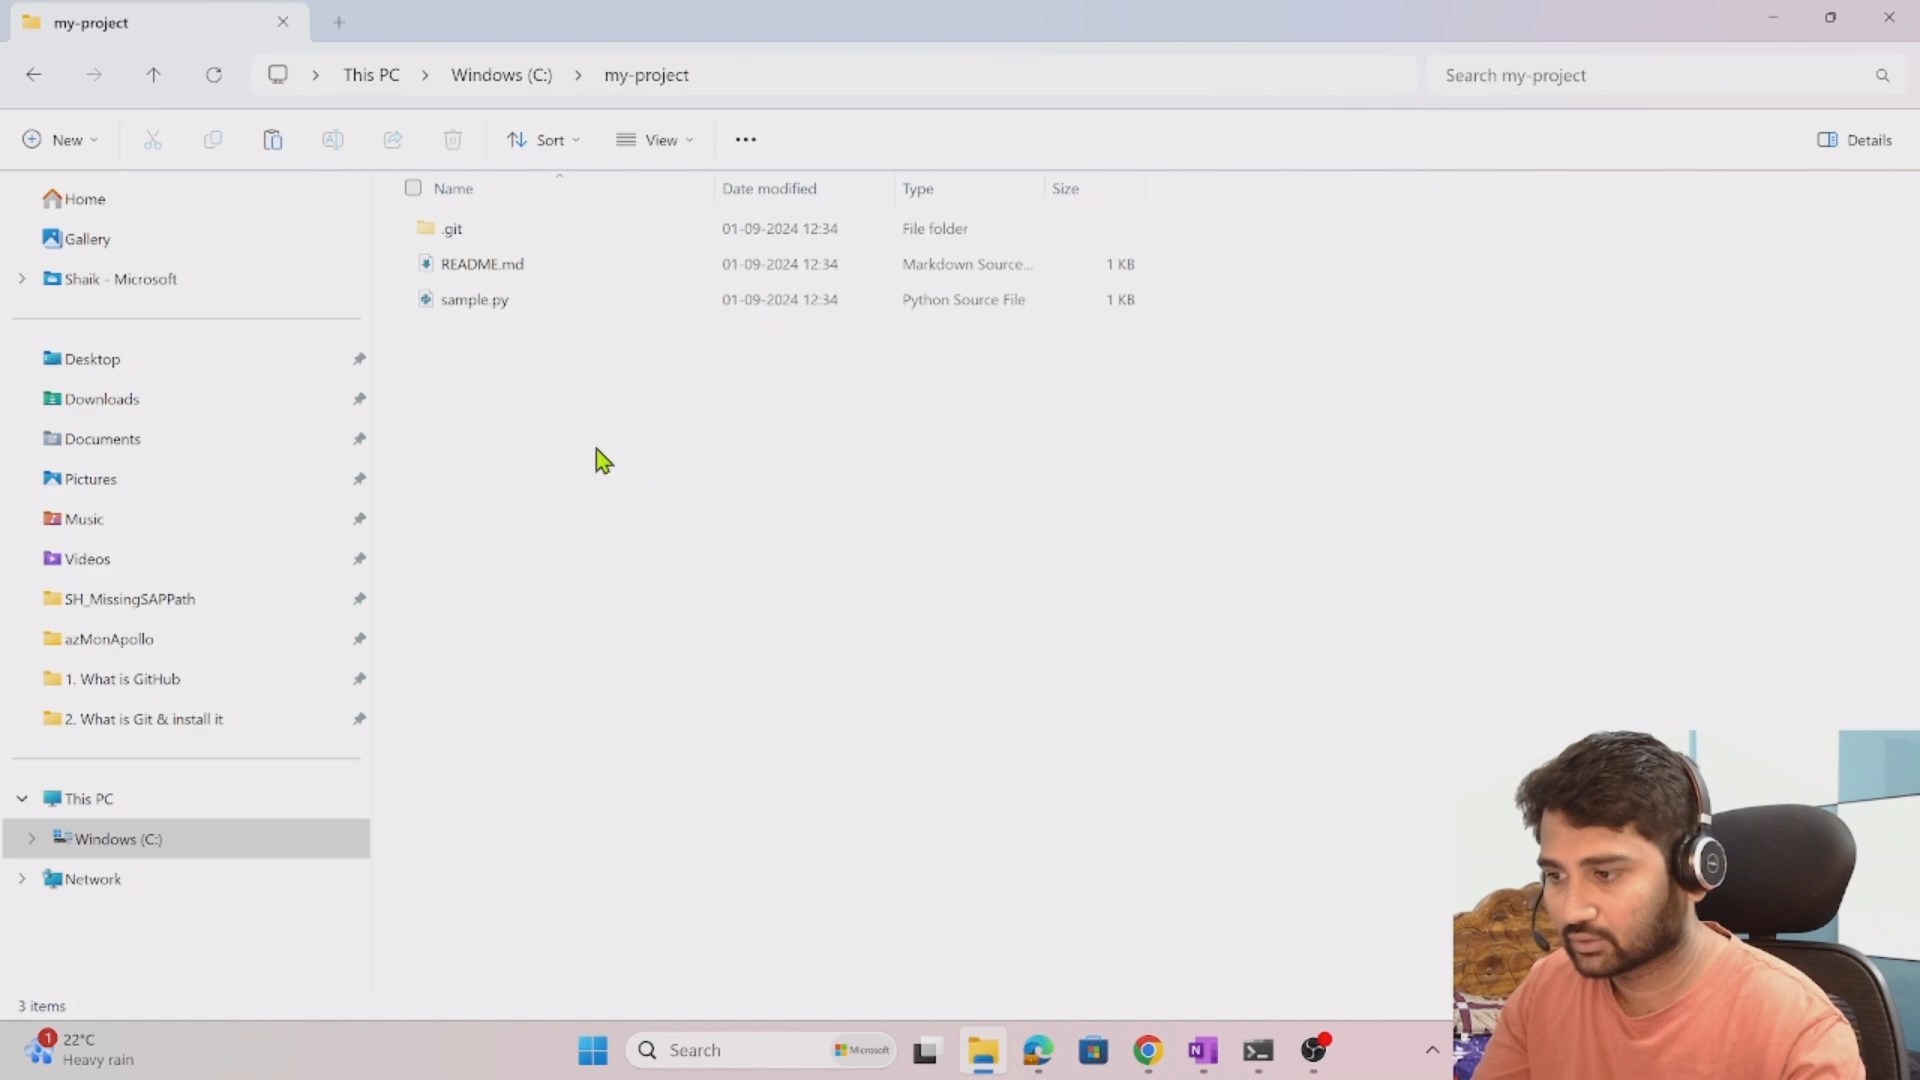 my-project
This PC
Windows (C:)
my-project
Search my-project
New
Sort
View
Details
Name
Date modified
Type
Size
.git
01-09-2024 12:34
File folder
README.md
01-09-2024 12:34
Markdown Source...
1 KB
sample.py
01-09-2024 12:34
Python Source File
1 KB
Home
Gallery
Shaik - Microsoft
Desktop
Downloads
Documents
Pictures
Music
Videos
SH_MissingSAPPath
azMonApollo
1. What is GitHub
2. What is Git & install it
This PC
Windows (C:)
Network
3 items
1
22°C
Heavy rain
Search
Microsoft
N